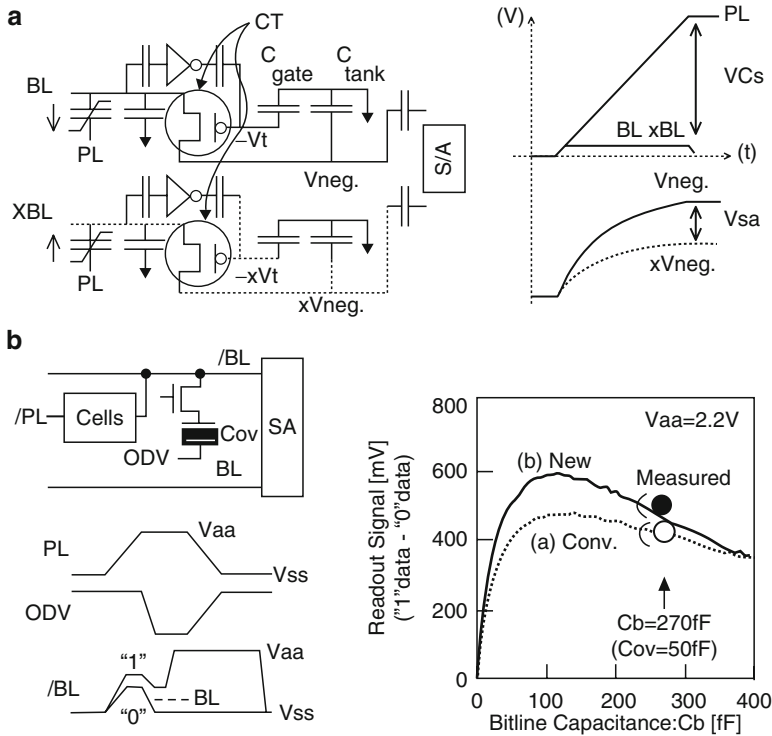 a
CT
C gate
C tank
BL
PL
–Vt
Vneg.
S/A
XBL
PL
–xVt
xVneg.
(V)
PL
VCs
BL xBL
(t)
Vneg.
Vsa
xVneg.
b
/BL
/PL
Cells
Cov
SA
ODV
BL
PL
Vaa
Vss
ODV
Vaa
"1"
/BL
BL
"0"
Vss
Readout Signal [mV]
("1"data - "0"data)
800
600
400
200
0
Vaa=2.2V
(b) New
Measured
(a) Conv.
Cb=270fF
(Cov=50fF)
0 100 200 300 400
Bitline Capacitance:Cb [fF]